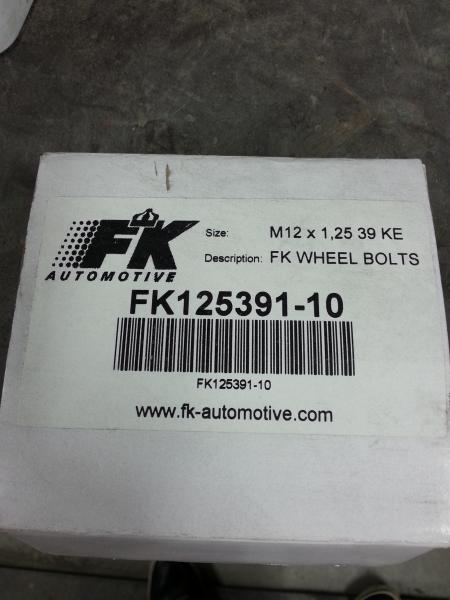 FK
AUTOMOTIVE
Size: M12 x 1,25 39 KE
Description: FK WHEEL BOLTS
FK125391-10
FK125391-10
www.fk-automotive.com